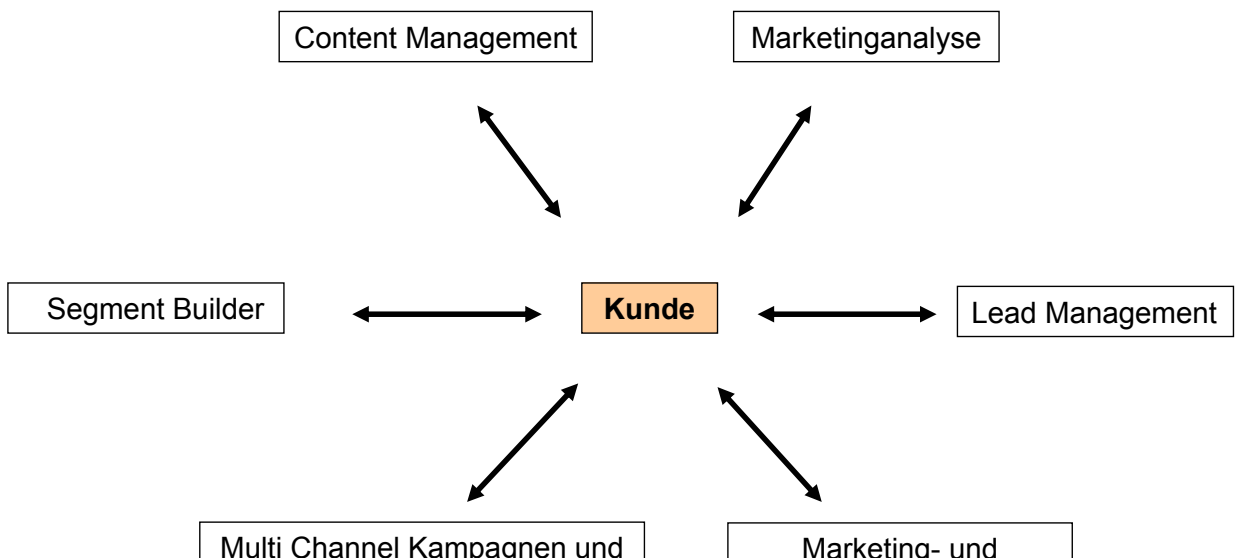 Content Management
Marketinganalyse
Segment Builder
Kunde
Lead Management
Multi Channel Kampagnen und
Marketing- und